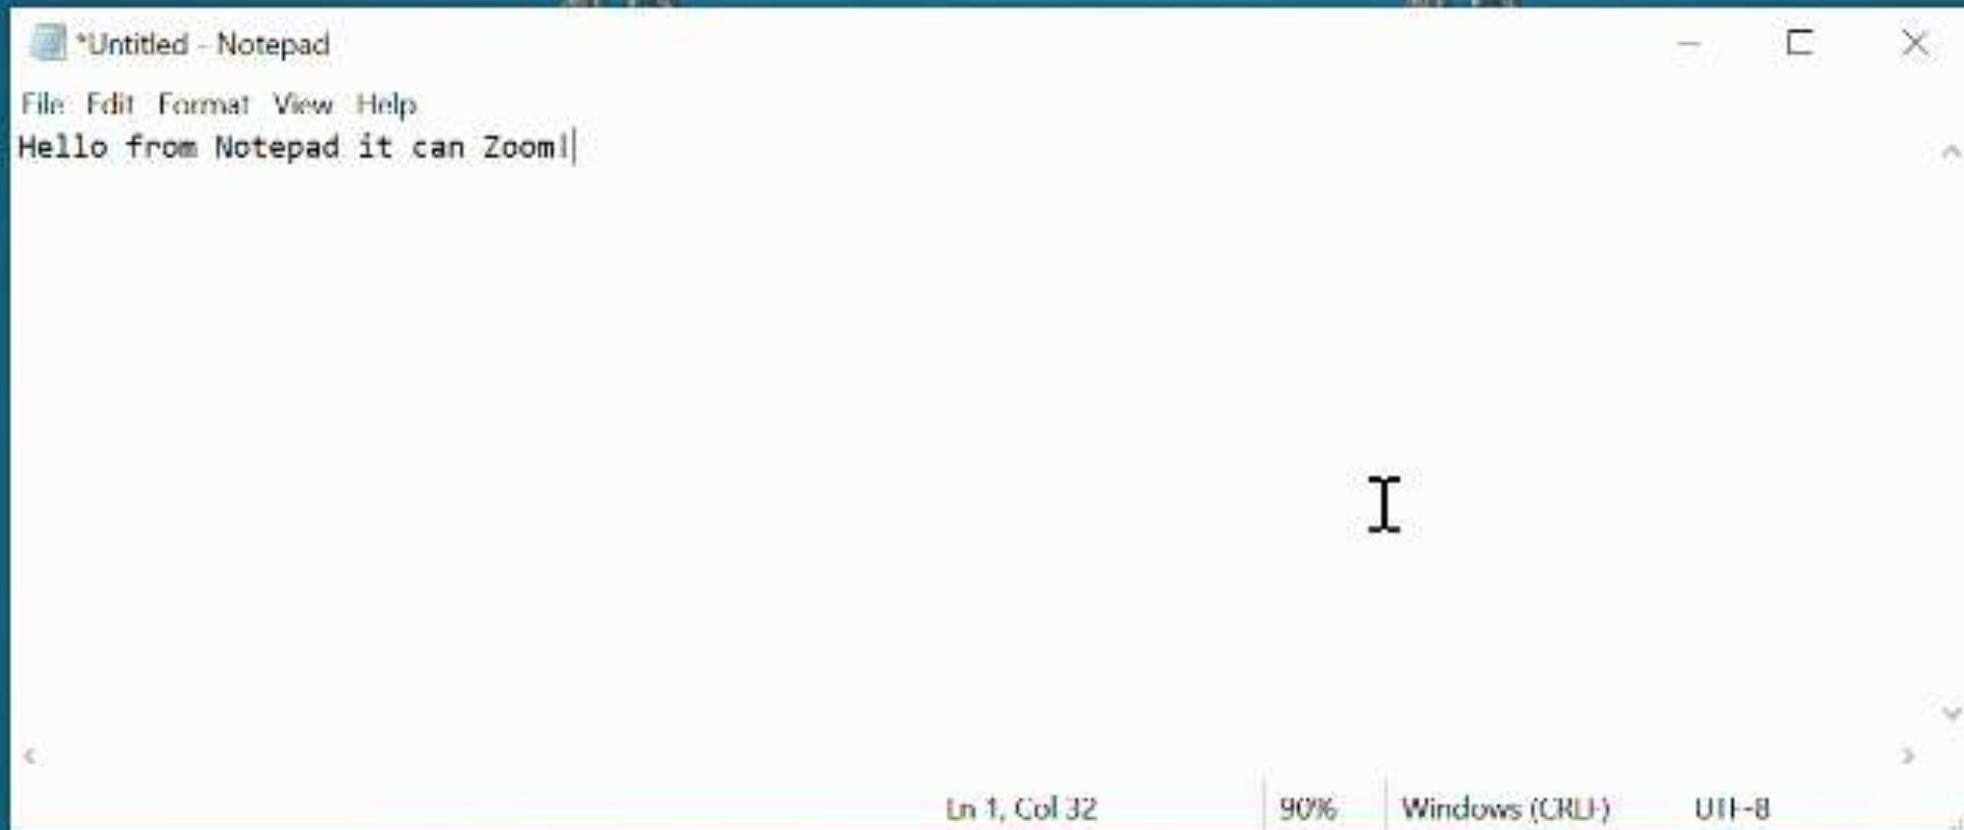 *Untitled - Notepad
File Edit Format View Help
Hello from Notepad it can Zoom!
Ln 1, Col 32 90% Windows (CRLF) UTF-8